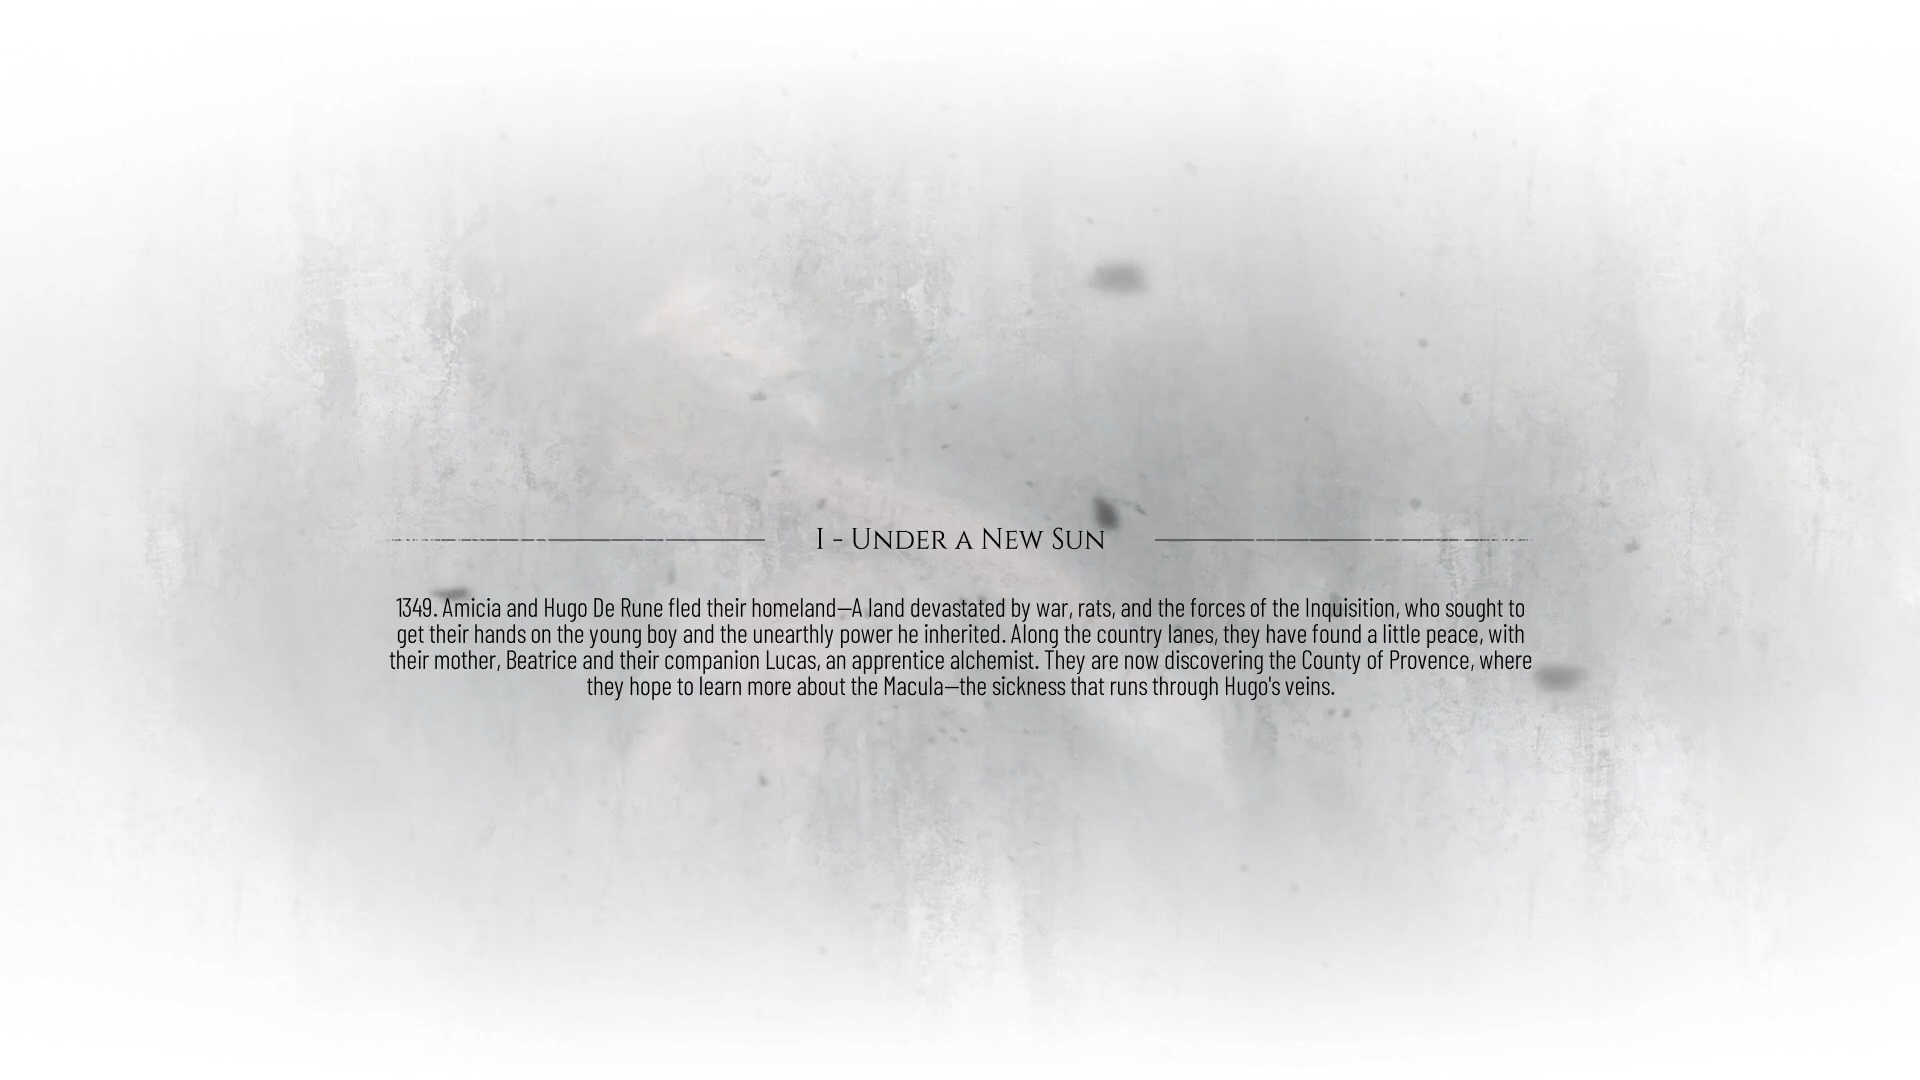 I - Under a New Sun
1349. Amicia and Hugo De Rune fled their homeland—A land devastated by war, rats, and the forces of the Inquisition, who sought to
get their hands on the young boy and the unearthly power he inherited. Along the country lanes, they have found a little peace, with
their mother, Beatrice and their companion Lucas, an apprentice alchemist. They are now discovering the County of Provence, where
they hope to learn more about the Macula—the sickness that runs through Hugo's veins.